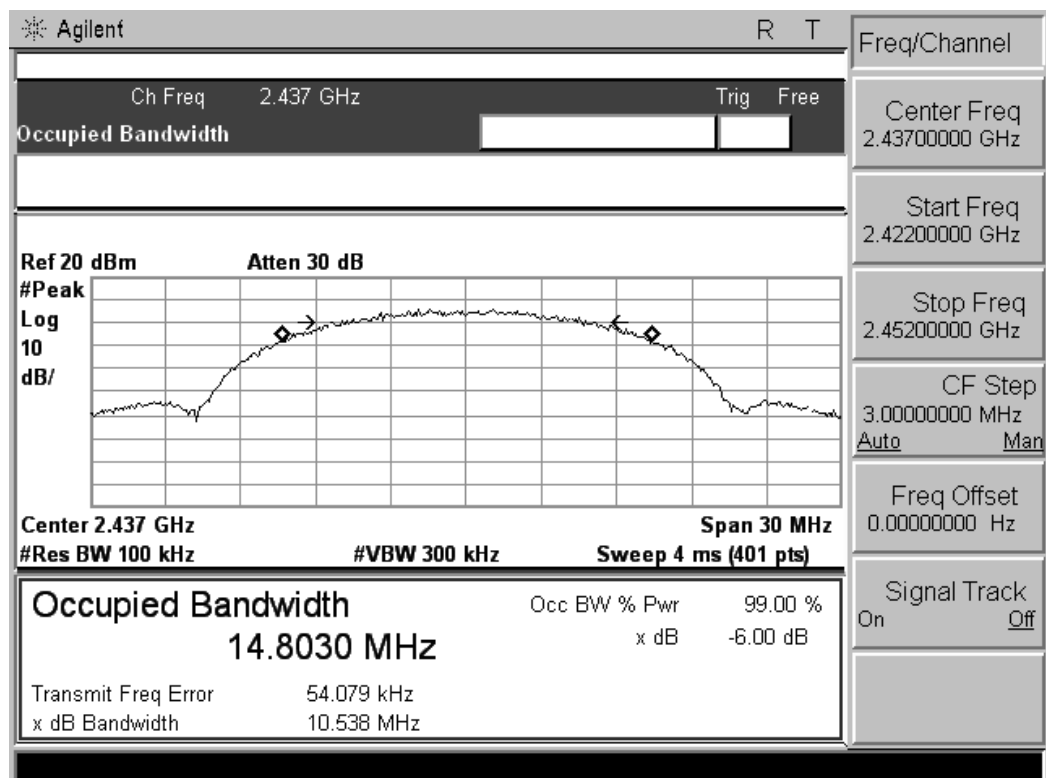 Agilent
R T
Ch Freq 2.437 GHz
Trig Free
Occupied Bandwidth
Ref 20 dBm
Atten 30 dB
#Peak
Log
10
dB/
Center 2.437 GHz
Span 30 MHz
#Res BW 100 kHz
#VBW 300 kHz
Sweep 4 ms (401 pts)
Occupied Bandwidth
14.8030 MHz
Occ BW % Pwr 99.00 %
x dB -6.00 dB
Transmit Freq Error 54.079 kHz
x dB Bandwidth 10.538 MHz
Freq/Channel
Center Freq
2.43700000 GHz
Start Freq
2.42200000 GHz
Stop Freq
2.45200000 GHz
CF Step
3.00000000 MHz
Auto Man
Freq Offset
0.00000000 Hz
Signal Track
On Off